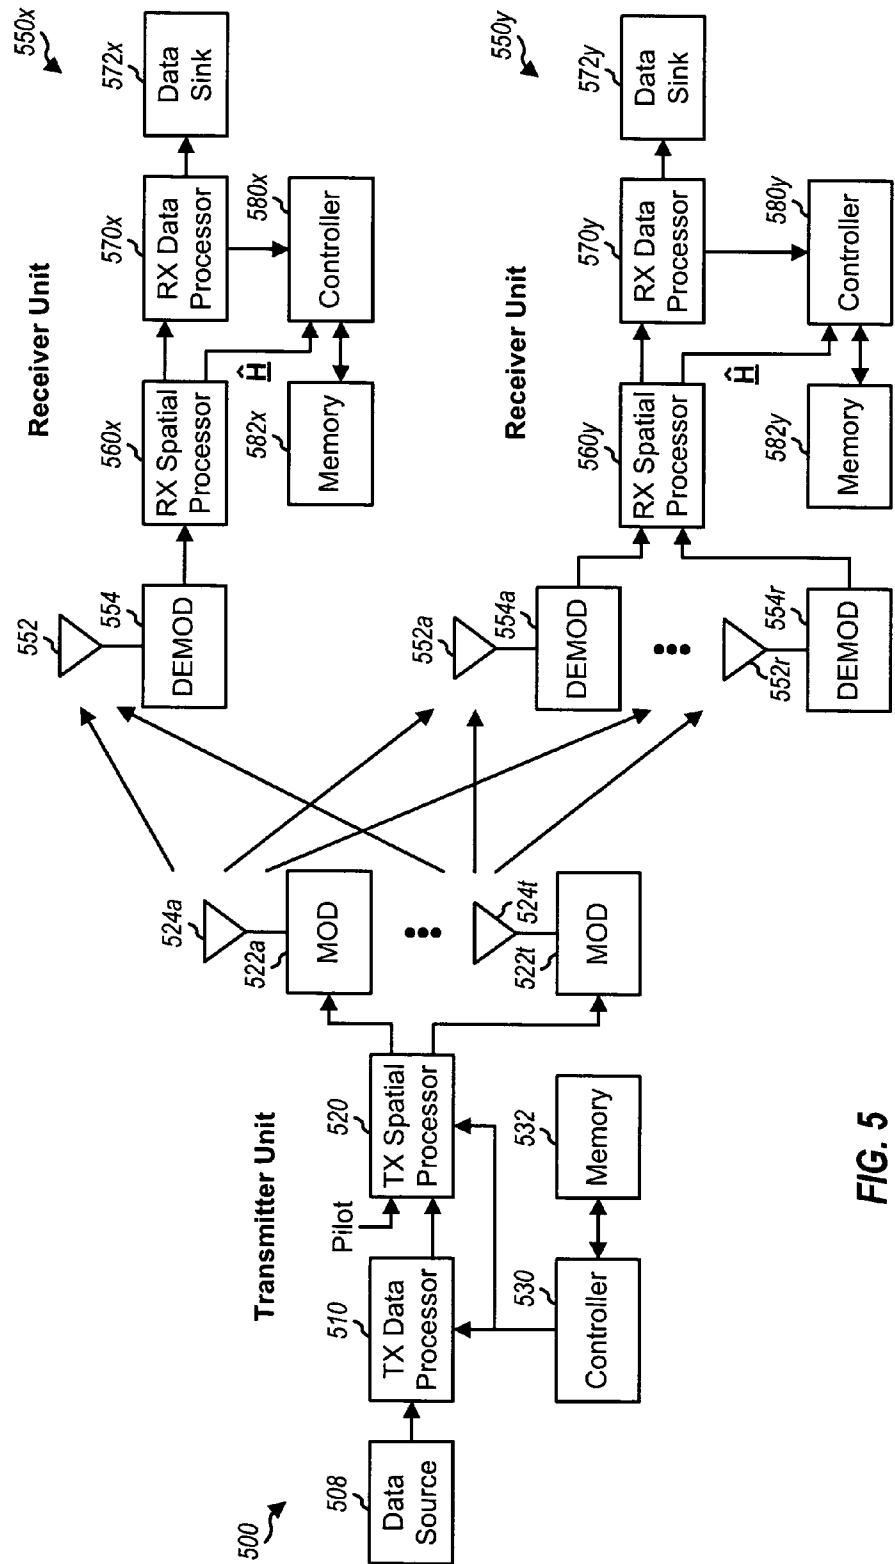 500
Transmitter Unit
508
Data
Source
510
TX Data
Processor
Pilot
520
TX Spatial
Processor
530
Controller
532
Memory
524a
522a
MOD
524t
522t
MOD
Receiver Unit
550x
552
554
DEMOD
560x
RX Spatial
Processor
570x
RX Data
Processor
572x
Data
Sink
Ĥ
580x
Controller
582x
Memory
Receiver Unit
550y
552a
554a
DEMOD
552r
554r
DEMOD
560y
RX Spatial
Processor
570y
RX Data
Processor
572y
Data
Sink
Ĥ
580y
Controller
582y
Memory
FIG. 5